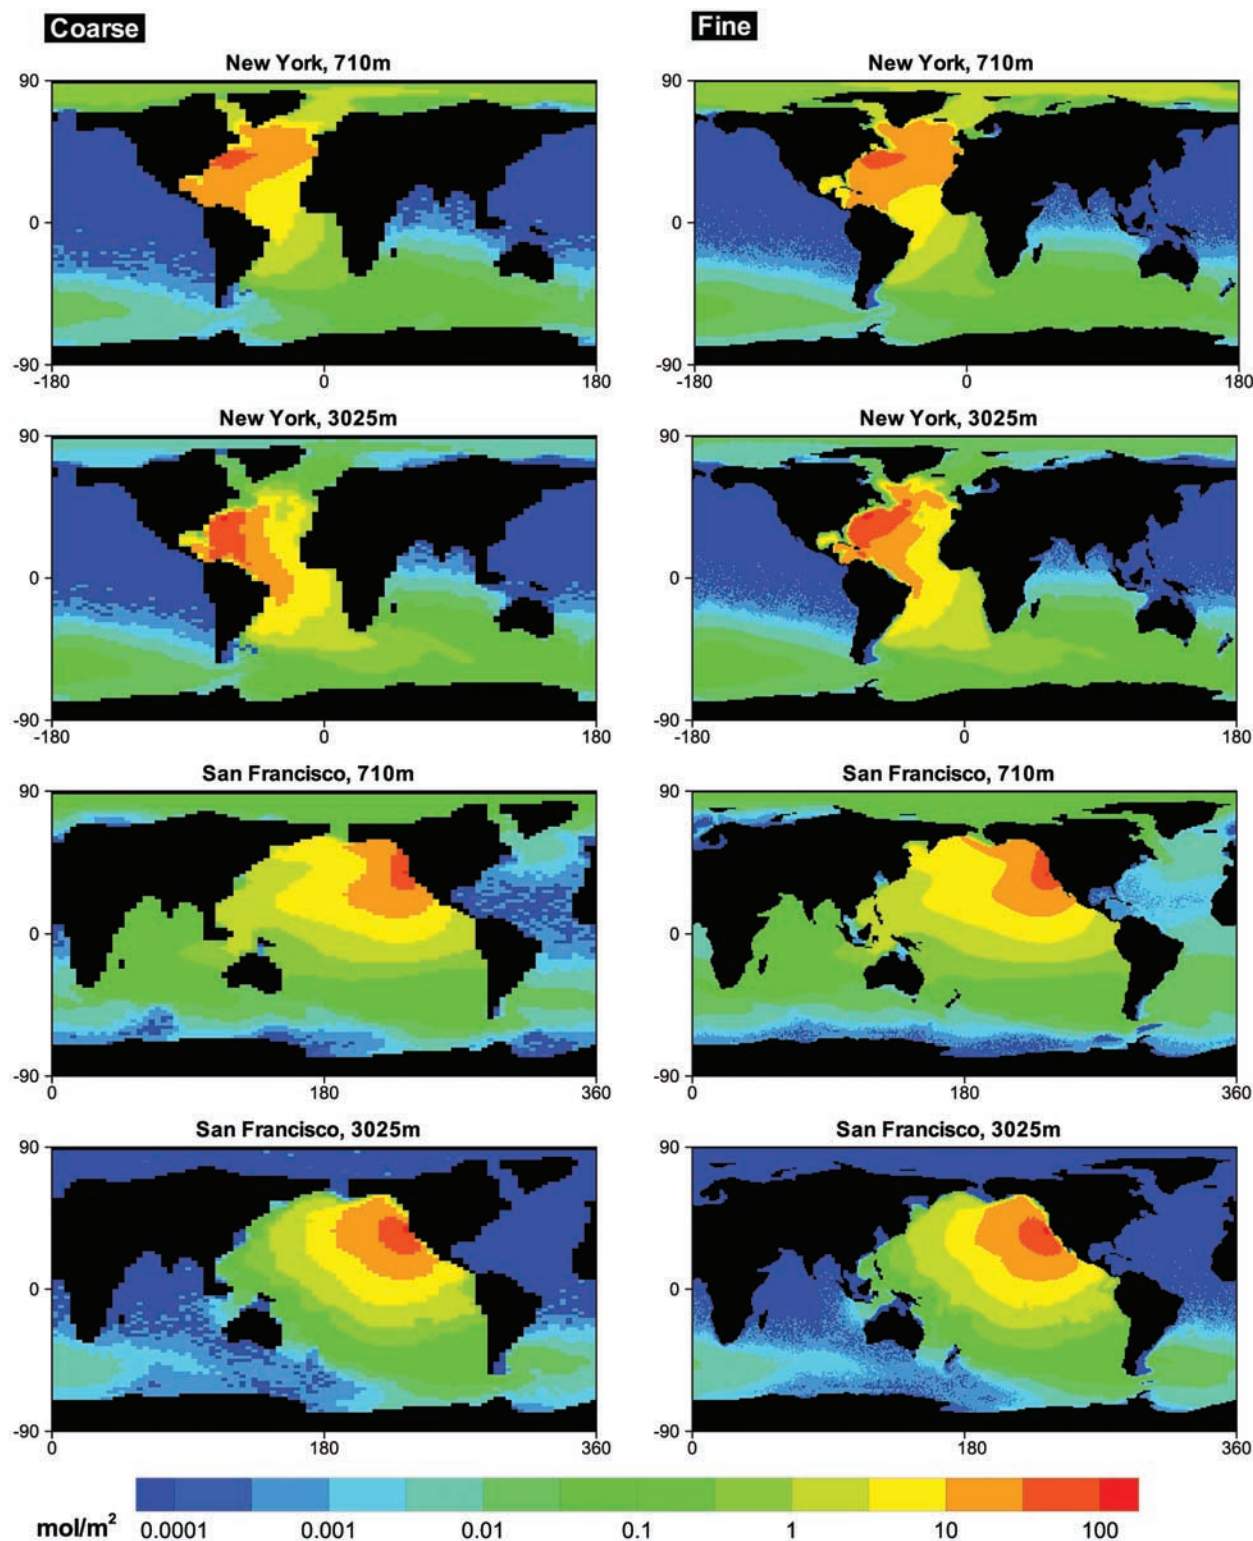 Coarse Fine
New York, 710m New York, 710m
90 90
0 0
-90 -90
-180 0 180 -180 0 180
New York, 3025m New York, 3025m
90 90
0 0
-90 -90
-180 0 180 -180 0 180
San Francisco, 710m San Francisco, 710m
90 90
0 0
-90 -90
0 180 360 0 180 360
San Francisco, 3025m San Francisco, 3025m
90 90
0 0
-90 -90
0 180 360 0 180 360
mol/m² 0.0001 0.001 0.01 0.1 1 10 100